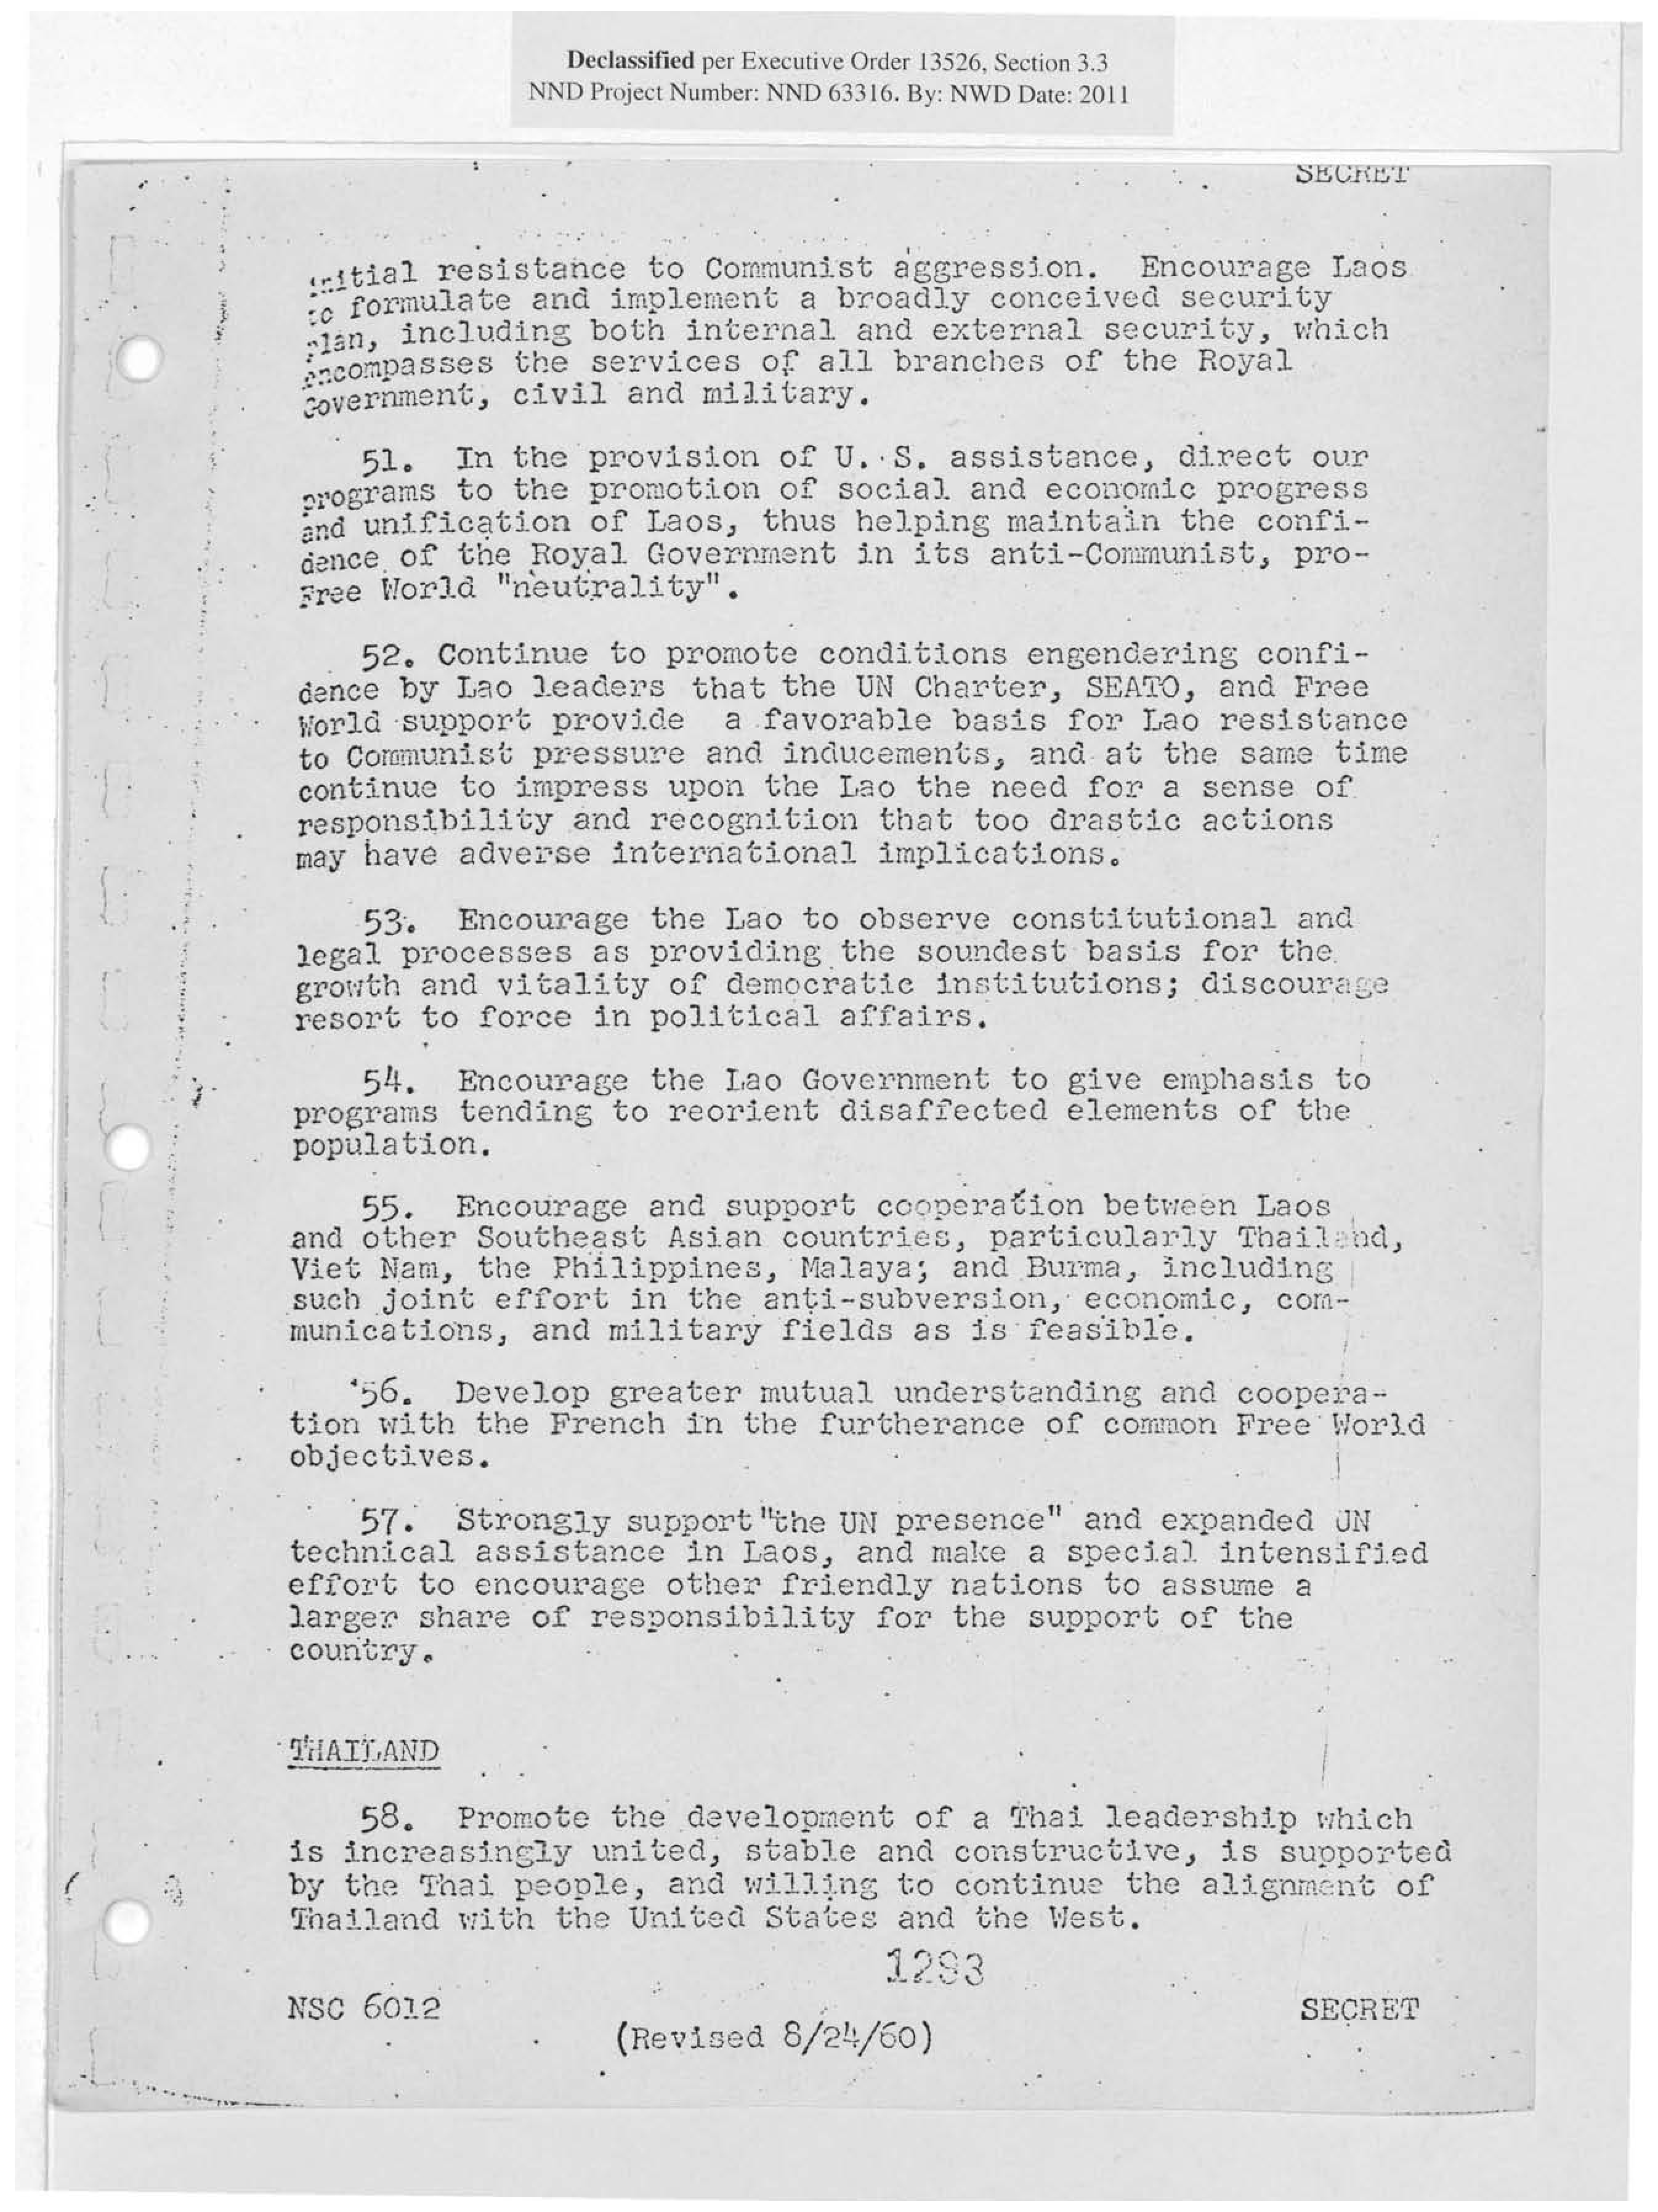 Declassified per Executive Order 13526, Section 3.3
NND Project Number: NND 63316. By: NWD Date: 2011
SECRET
initial resistance to Communist aggression. Encourage Laos
to formulate and implement a broadly conceived security
plan, including both internal and external security, which
encompasses the services of all branches of the Royal
Government, civil and military.
51. In the provision of U. S. assistance, direct our
programs to the promotion of social and economic progress
and unification of Laos, thus helping maintain the confi-
dence of the Royal Government in its anti-Communist, pro-
Free World "neutrality".
52. Continue to promote conditions engendering confi-
dence by Lao leaders that the UN Charter, SEATO, and Free
World support provide a favorable basis for Lao resistance
to Communist pressure and inducements, and at the same time
continue to impress upon the Lao the need for a sense of
responsibility and recognition that too drastic actions
may have adverse international implications.
53. Encourage the Lao to observe constitutional and
legal processes as providing the soundest basis for the
growth and vitality of democratic institutions; discourage
resort to force in political affairs.
54. Encourage the Lao Government to give emphasis to
programs tending to reorient disaffected elements of the
population.
55. Encourage and support cooperation between Laos
and other Southeast Asian countries, particularly Thailand,
Viet Nam, the Philippines, Malaya; and Burma, including
such joint effort in the anti-subversion, economic, com-
munications, and military fields as is feasible.
56. Develop greater mutual understanding and coopera-
tion with the French in the furtherance of common Free World
objectives.
57. Strongly support "the UN presence" and expanded UN
technical assistance in Laos, and make a special intensified
effort to encourage other friendly nations to assume a
larger share of responsibility for the support of the
country.
THAILAND
58. Promote the development of a Thai leadership which
is increasingly united, stable and constructive, is supported
by the Thai people, and willing to continue the alignment of
Thailand with the United States and the West.
1293
NSC 6012
SECRET
(Revised 8/24/60)